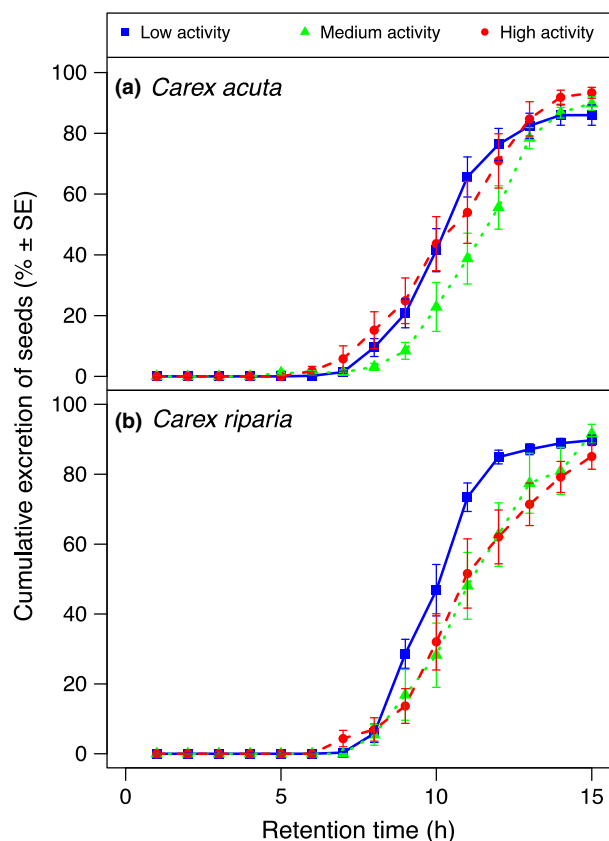 Low activity Medium activity High activity
(a) Carex acuta
100
80
60
40
20
0
(b) Carex riparia
100
80
60
40
20
0
Cumulative excretion of seeds (% ± SE)
0 5 10 15
Retention time (h)